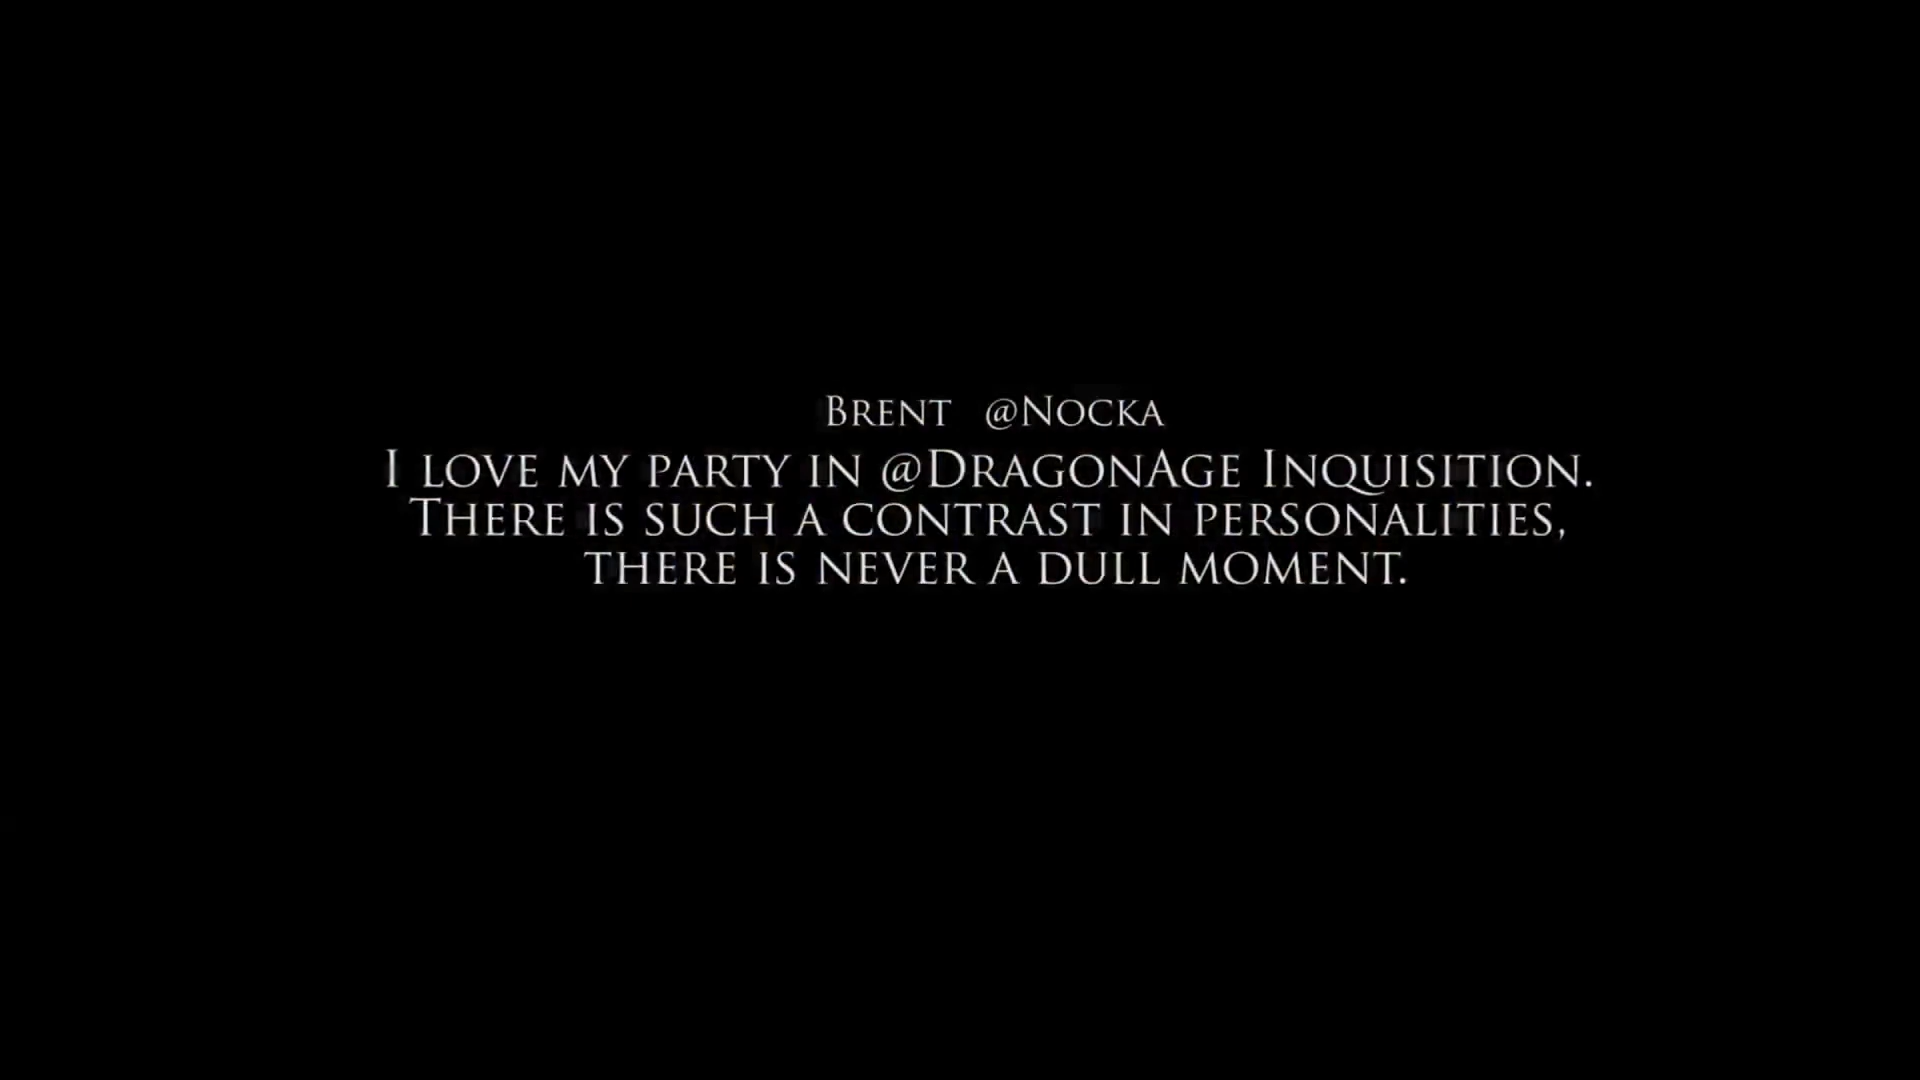 Brent @Nocka
I love my party in @DragonAge Inquisition.
There is such a contrast in personalities,
there is never a dull moment.